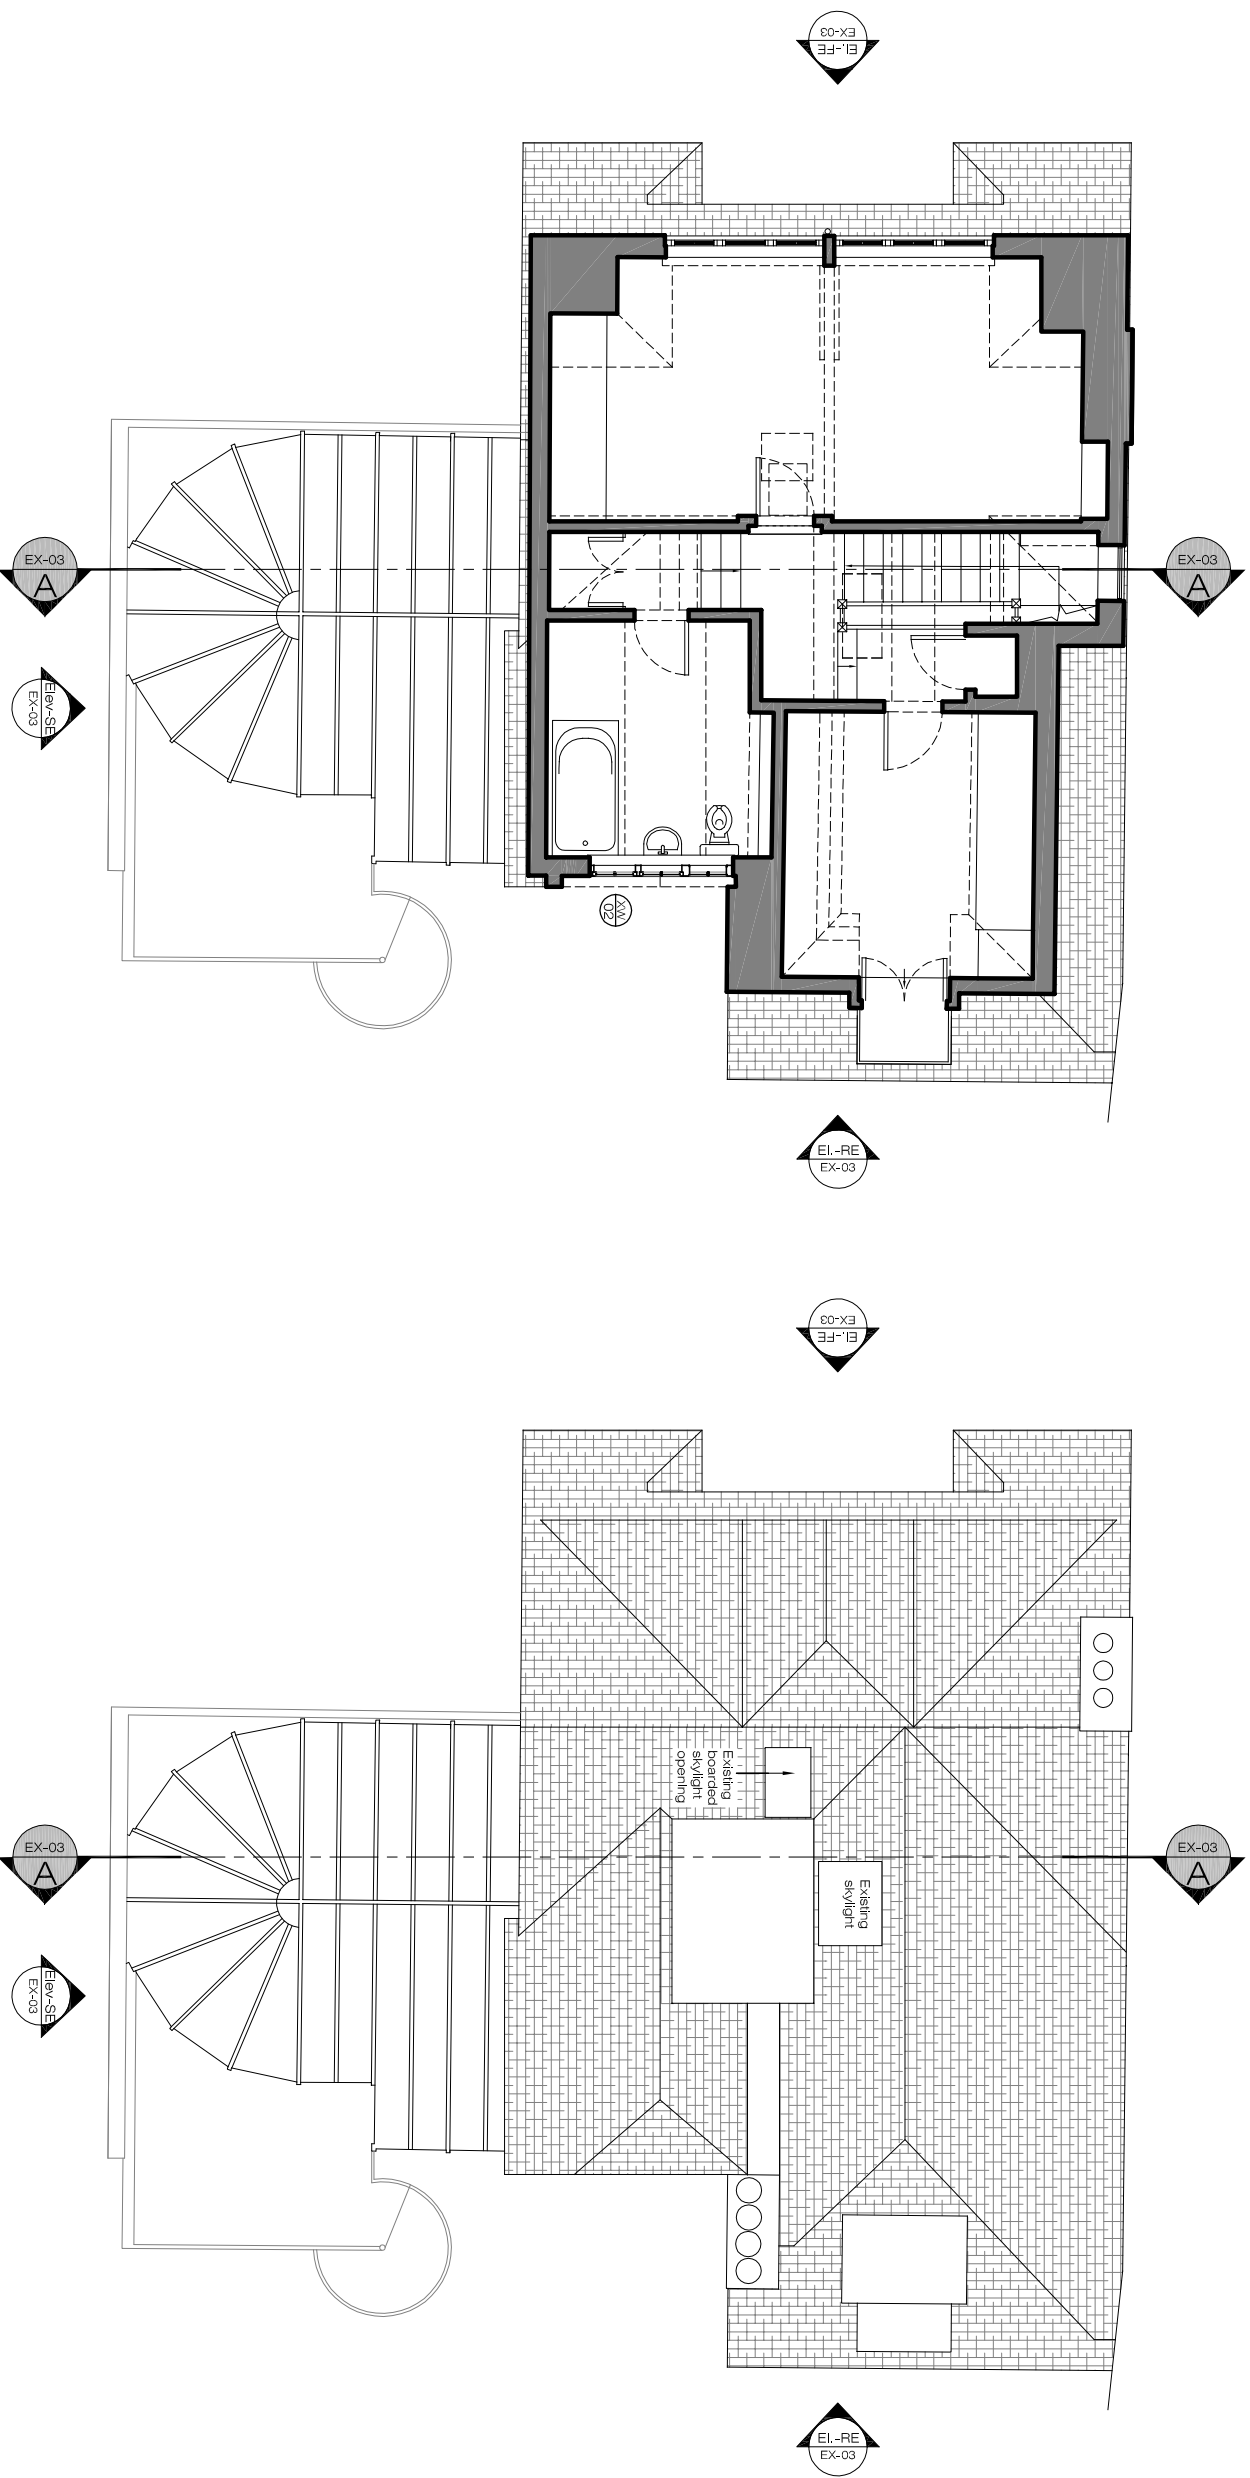 El.-FE
EX-03
EX-03
A
EX-03
A
Elev-SE
EX-03
XW
02
El.-RE
EX-03
El.-FE
EX-03
Existing
boarded
skylight
opening
Existing
skylight
EX-03
A
EX-03
A
Elev-SE
EX-03
El.-RE
EX-03